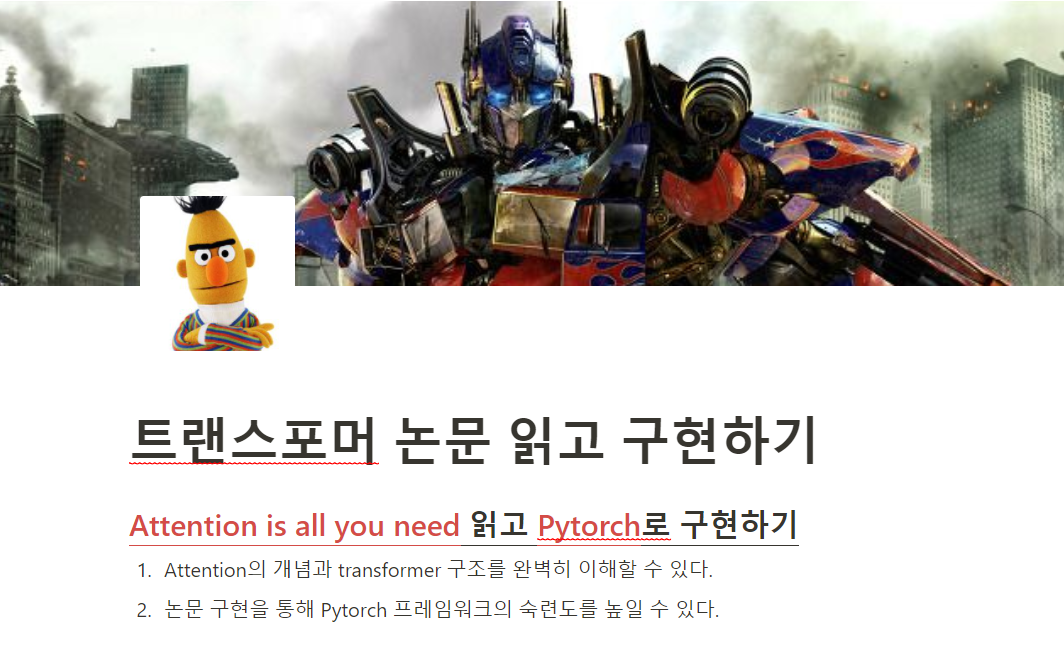 트랜스포머 논문 읽고 구현하기
Attention is all you need 읽고 Pytorch로 구현하기
1. Attention의 개념과 transformer 구조를 완벽히 이해할 수 있다.
2. 논문 구현을 통해 Pytorch 프레임워크의 숙련도를 높일 수 있다.